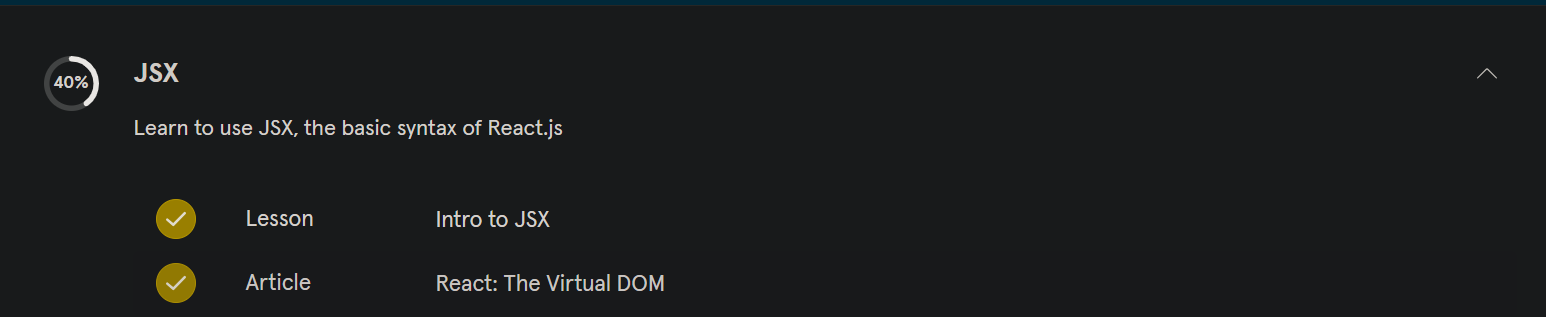 40%
JSX
Learn to use JSX, the basic syntax of React.js
Lesson Intro to JSX
Article React: The Virtual DOM